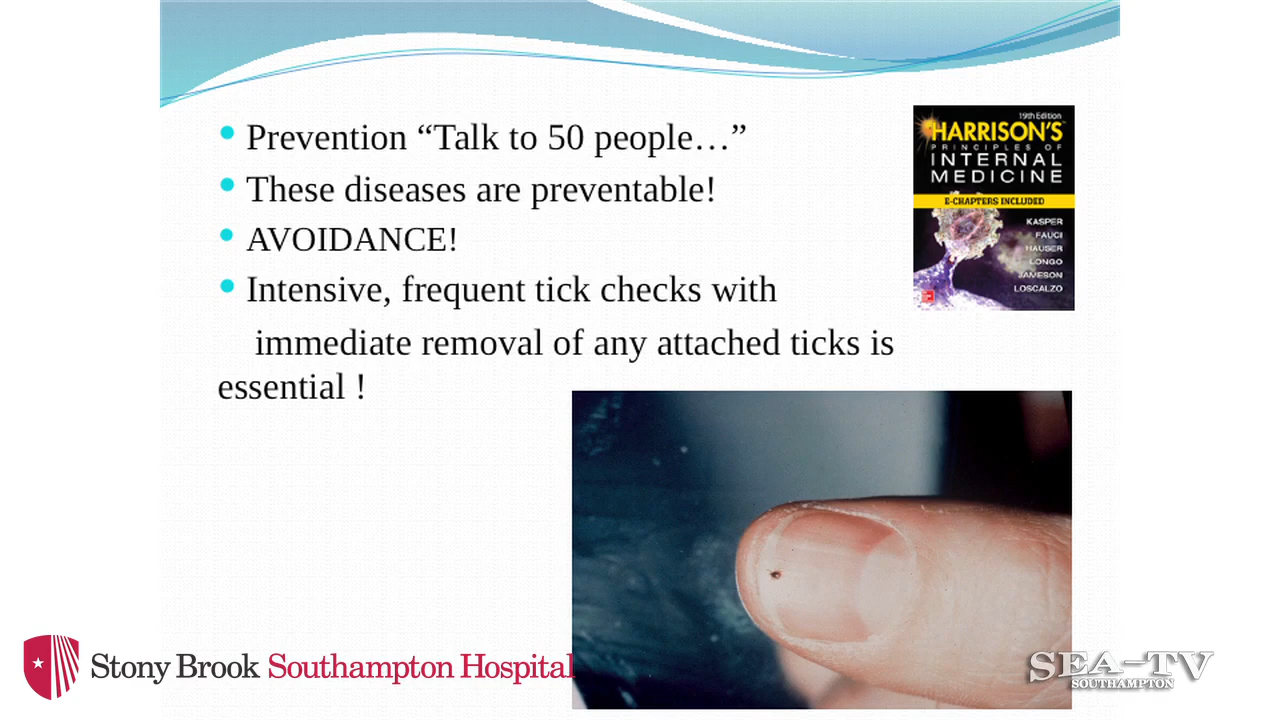 Prevention “Talk to 50 people…”
These diseases are preventable!
AVOIDANCE!
Intensive, frequent tick checks with
immediate removal of any attached ticks is
essential !
19th Edition
HARRISON'S
PRINCIPLES OF
INTERNAL
MEDICINE
E-CHAPTERS INCLUDED
KASPER
FAUCI
HAUSER
LONGO
JAMESON
LOSCALZO
Stony Brook Southampton Hospital
SEA-TV
SOUTHAMPTON